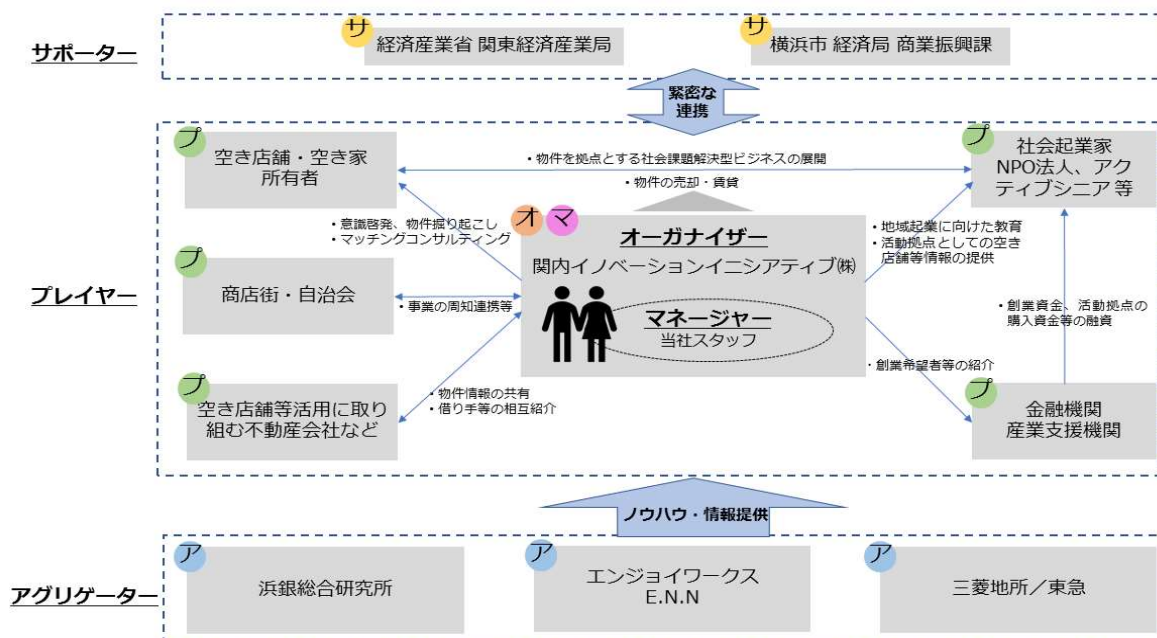 サポーター
サ
経済産業省 関東経済産業局
サ
横浜市 経済局 商業振興課
緊密な
連携
プレイヤー
プ
空き店舗・空き家
所有者
・物件を拠点とする社会課題解決型ビジネスの展開
・物件の売却・賃貸
プ
社会起業家
NPO法人、アク
ティブシニア 等
・意識啓発、物件掘り起こし
・マッチングコンサルティング
オ マ
オーガナイザー
関内イノベーションイニシアティブ㈱
マネージャー
当社スタッフ
・地域起業に向けた教育
・活動拠点としての空き
店舗等情報の提供
プ
商店街・自治会
・事業の周知連携等
・創業資金、活動拠点の
購入資金等の融資
プ
空き店舗等活用に取り
組む不動産会社など
・物件情報の共有
・借り手等の相互紹介
・創業希望者等の紹介
プ
金融機関
産業支援機関
ノウハウ・情報提供
アグリゲーター
ア
浜銀総合研究所
ア
エンジョイワークス
E.N.N
ア
三菱地所／東急